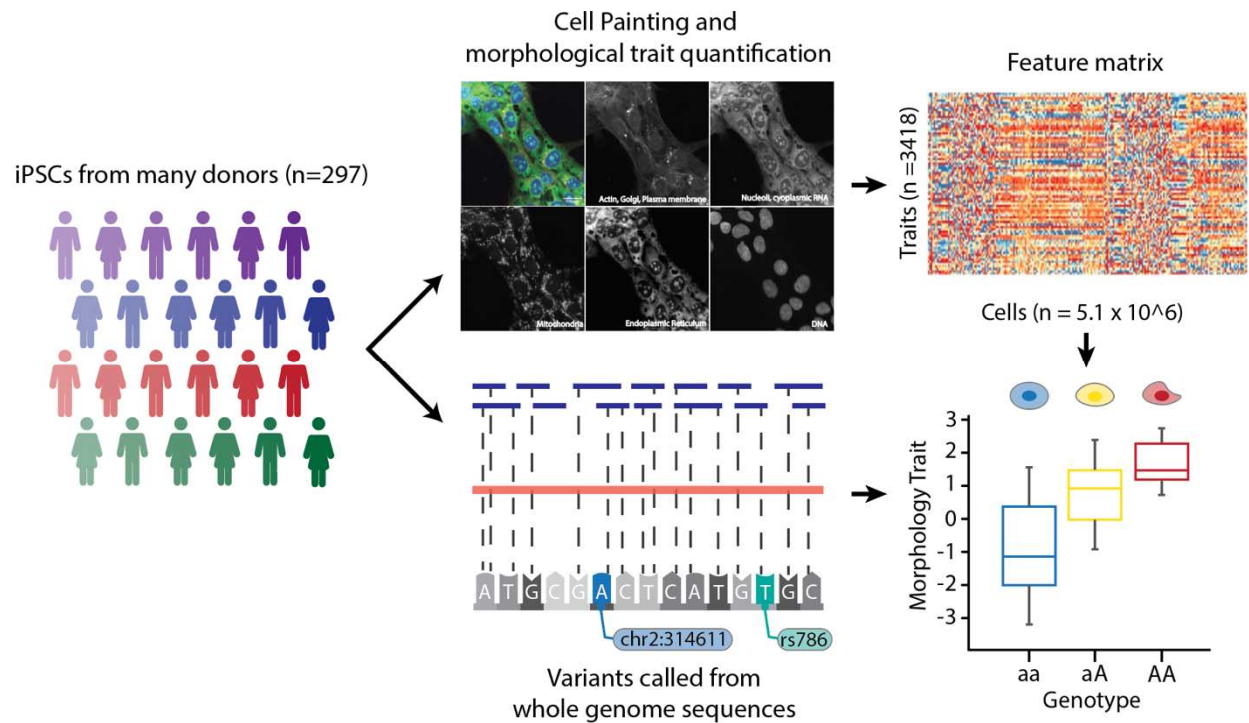 Cell Painting and
morphological trait quantification
Feature matrix
iPSCs from many donors (n=297)
Actin, Golgi, Plasma membrane
Nucleoli, cyoplasmic RNA
Mitochondria
Endoplasmic Reticulum
DNA
Traits (n =3418)
Cells (n = 5.1 x 10^6)
A T G C G A C T C A T G T G C
chr2:314611
rs786
Variants called from
whole genome sequences
Morphology Trait
3
2
1
0
-1
-2
-3
aa aA AA
Genotype